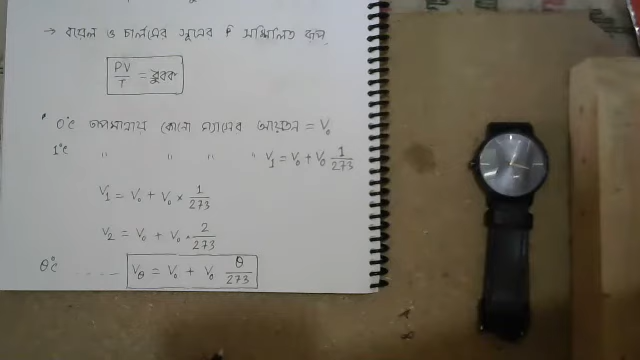 → বয়েল ও চার্লসের সূত্রের সম্মিলিত রূপ
PV/T = ধ্রুবক
0°c তাপমাত্রায় কোনো গ্যাসের আয়তন = V₀
1°c " " " " V₁ = V₀ + V₀ 1/273
V₁ = V₀ + V₀ × 1/273
V₂ = V₀ + V₀ × 2/273
θ°c ...... V_θ = V₀ + V₀ θ/273